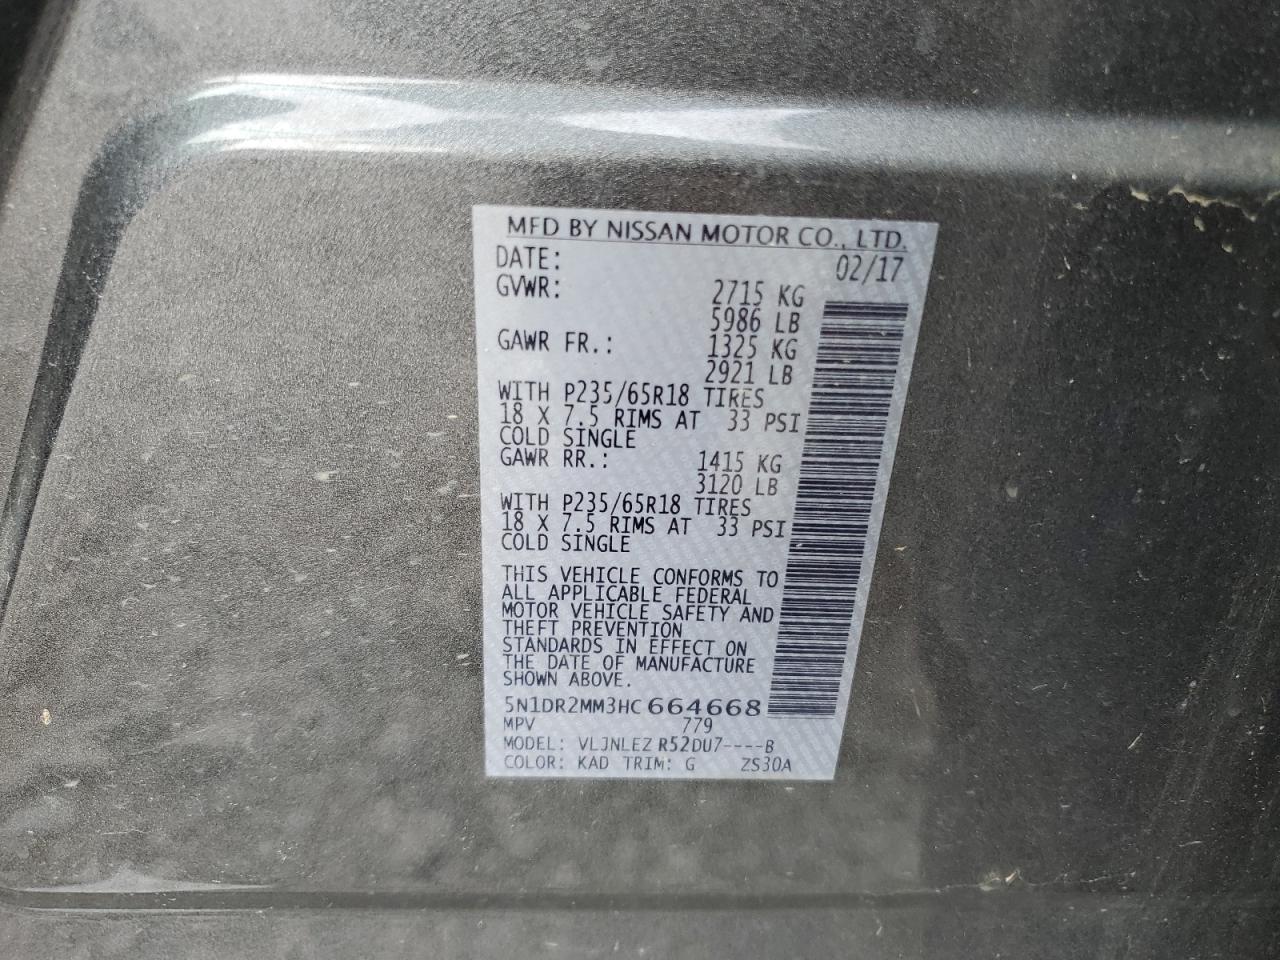 MFD BY NISSAN MOTOR CO., LTD.
DATE: 02/17
GVWR: 2715 KG
5986 LB
GAWR FR.: 1325 KG
2921 LB
WITH P235/65R18 TIRES
18 X 7.5 RIMS AT 33 PSI
COLD SINGLE
GAWR RR.: 1415 KG
3120 LB
WITH P235/65R18 TIRES
18 X 7.5 RIMS AT 33 PSI
COLD SINGLE
THIS VEHICLE CONFORMS TO
ALL APPLICABLE FEDERAL
MOTOR VEHICLE SAFETY AND
THEFT PREVENTION
STANDARDS IN EFFECT ON
THE DATE OF MANUFACTURE
SHOWN ABOVE.
5N1DR2MM3HC664668
MPV 779
MODEL: VLJNLEZ R52DU7----B
COLOR: KAD TRIM: G ZS30A